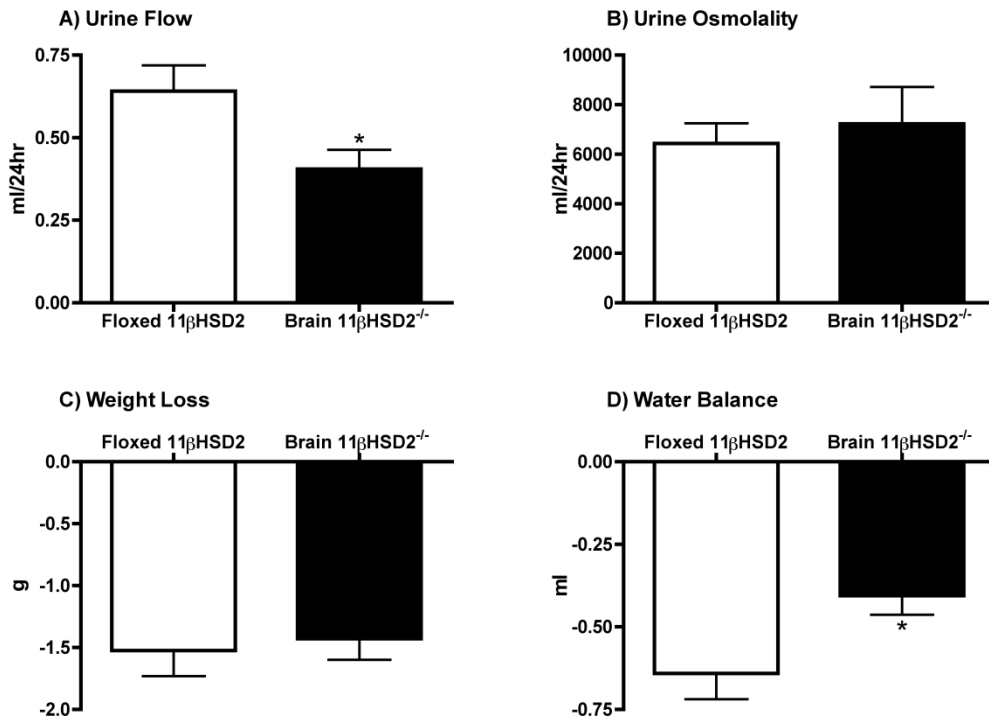 A) Urine Flow
ml/24hr
0.75
0.50
0.25
0.00
*
Floxed 11βHSD2
Brain 11βHSD2-/-
B) Urine Osmolality
ml/24hr
10000
8000
6000
4000
2000
0
Floxed 11βHSD2
Brain 11βHSD2-/-
C) Weight Loss
Floxed 11βHSD2
Brain 11βHSD2-/-
g
0.0
-0.5
-1.0
-1.5
-2.0
D) Water Balance
Floxed 11βHSD2
Brain 11βHSD2-/-
ml
0.00
-0.25
-0.50
-0.75
*